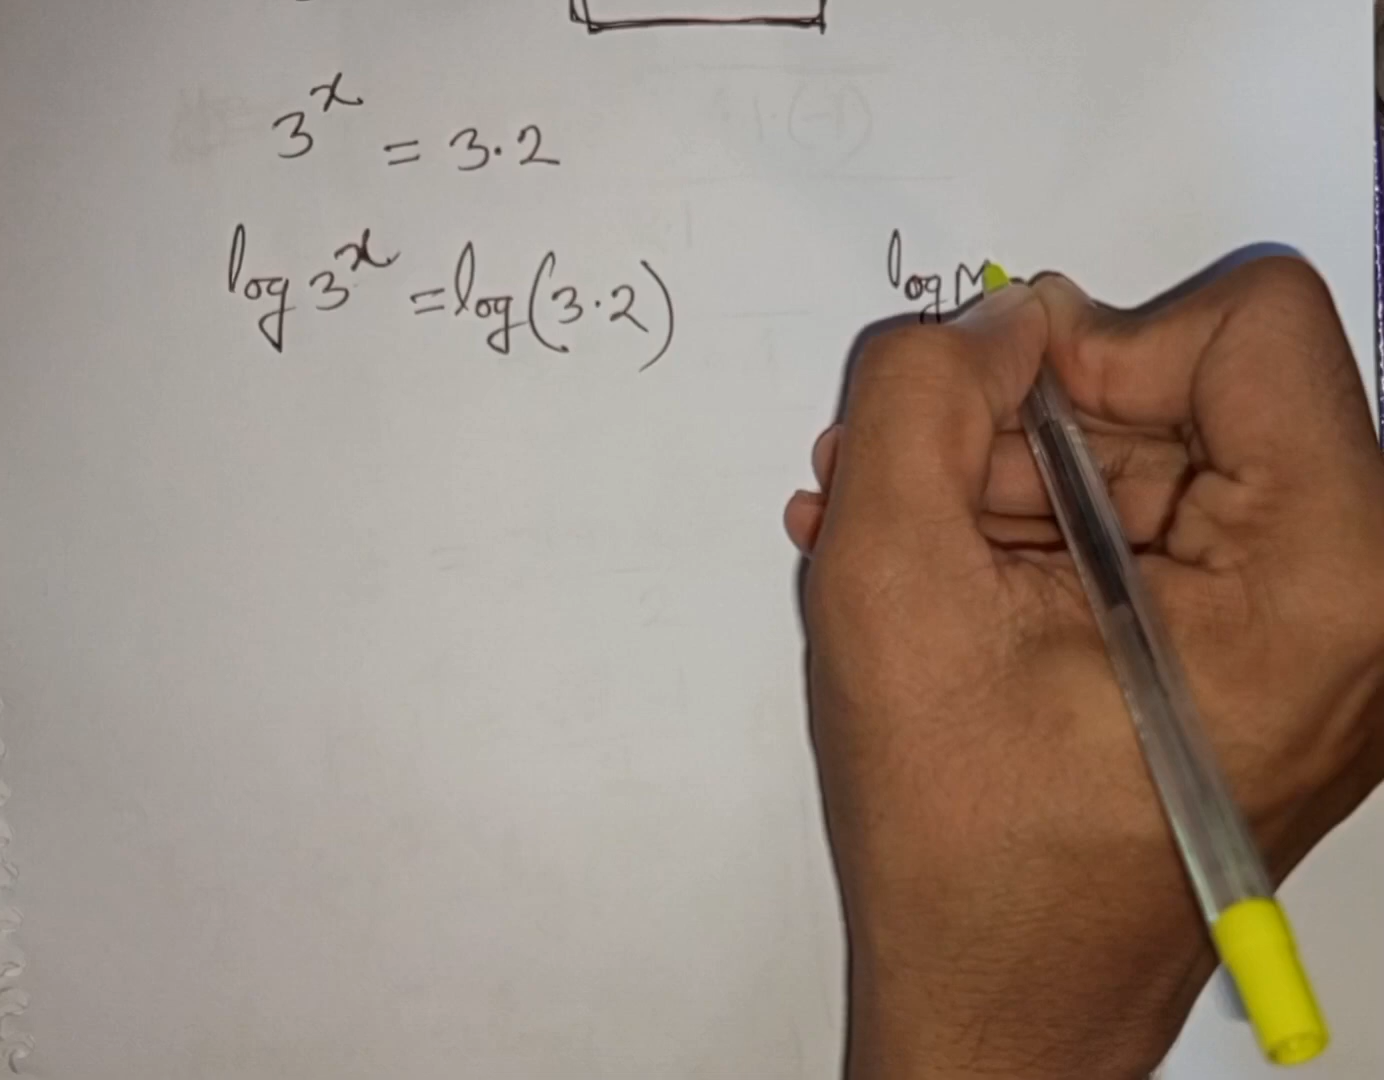 3^x = 3·2
log 3^x = log(3·2)
log M